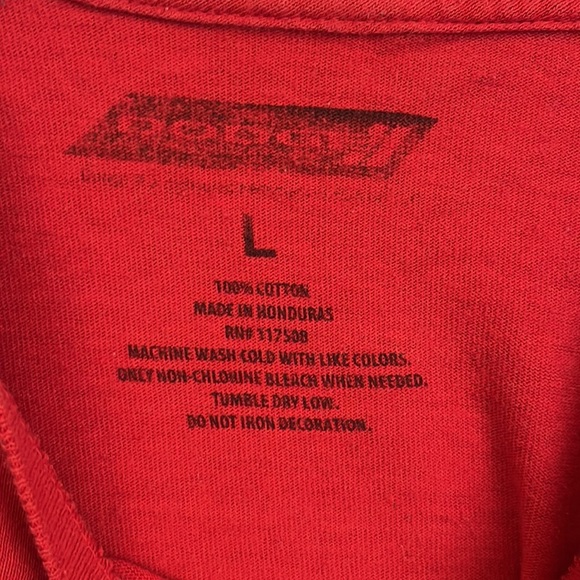 L
100% COTTON
MADE IN HONDURAS
RN# 117508
MACHINE WASH COLD WITH LIKE COLORS.
ONLY NON-CHLORINE BLEACH WHEN NEEDED.
TUMBLE DRY LOW.
DO NOT IRON DECORATION.